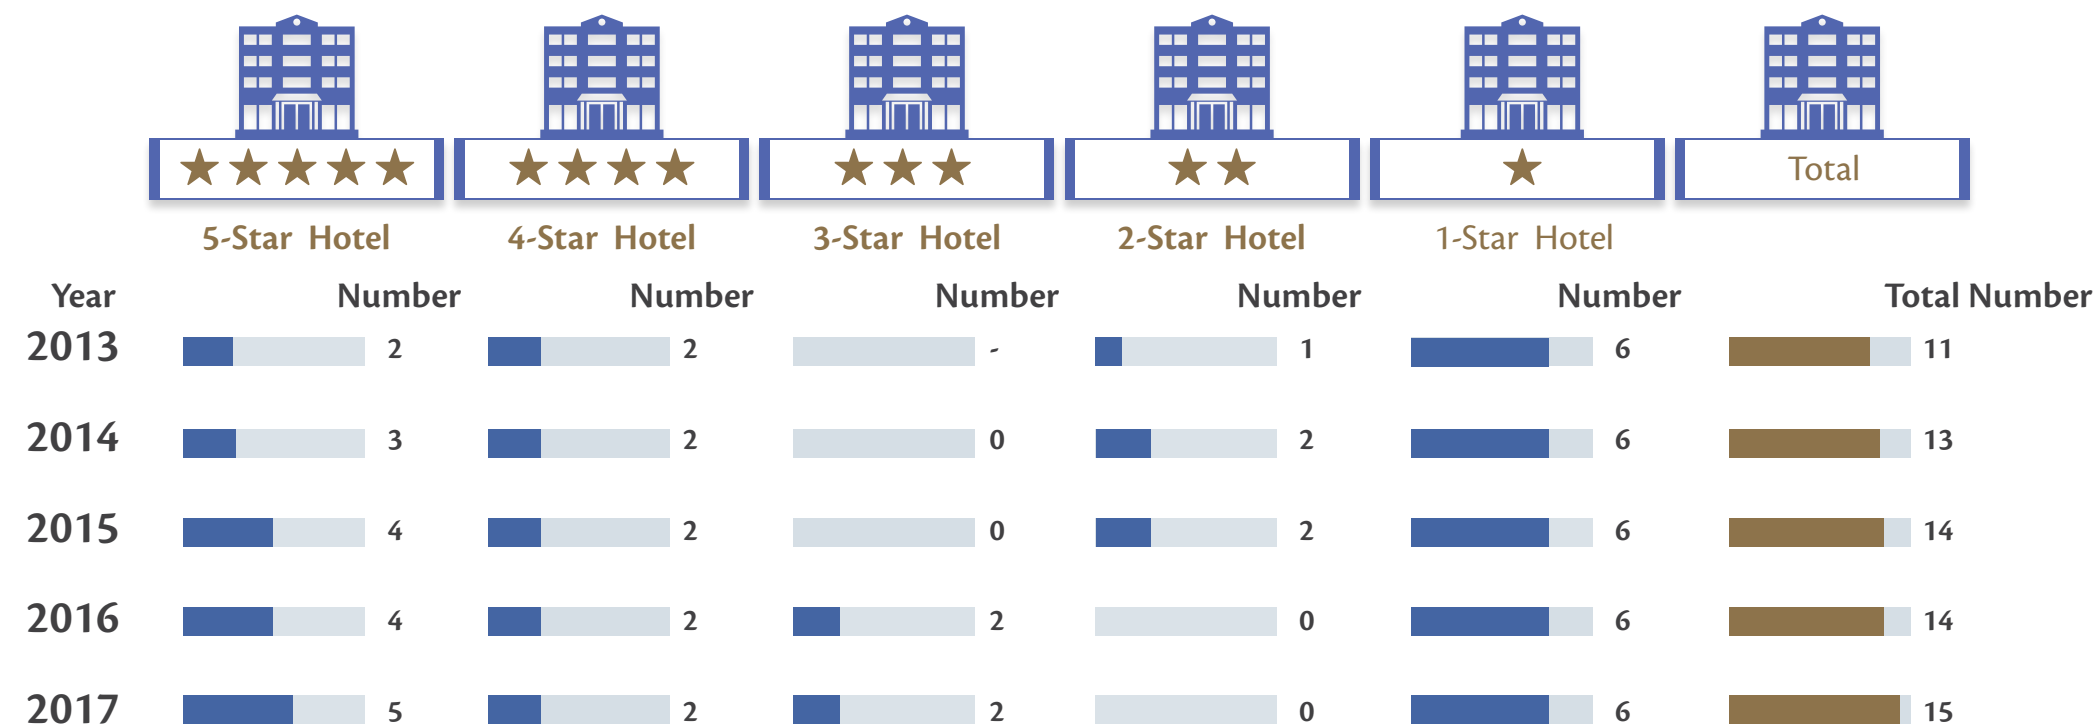 Total
5-Star Hotel 4-Star Hotel 3-Star Hotel 2-Star Hotel 1-Star Hotel
Year Number Number Number Number Number Total Number
2013 2 2 - 1 6 11
2014 3 2 0 2 6 13
2015 4 2 0 2 6 14
2016 4 2 2 0 6 14
2017 5 2 2 0 6 15